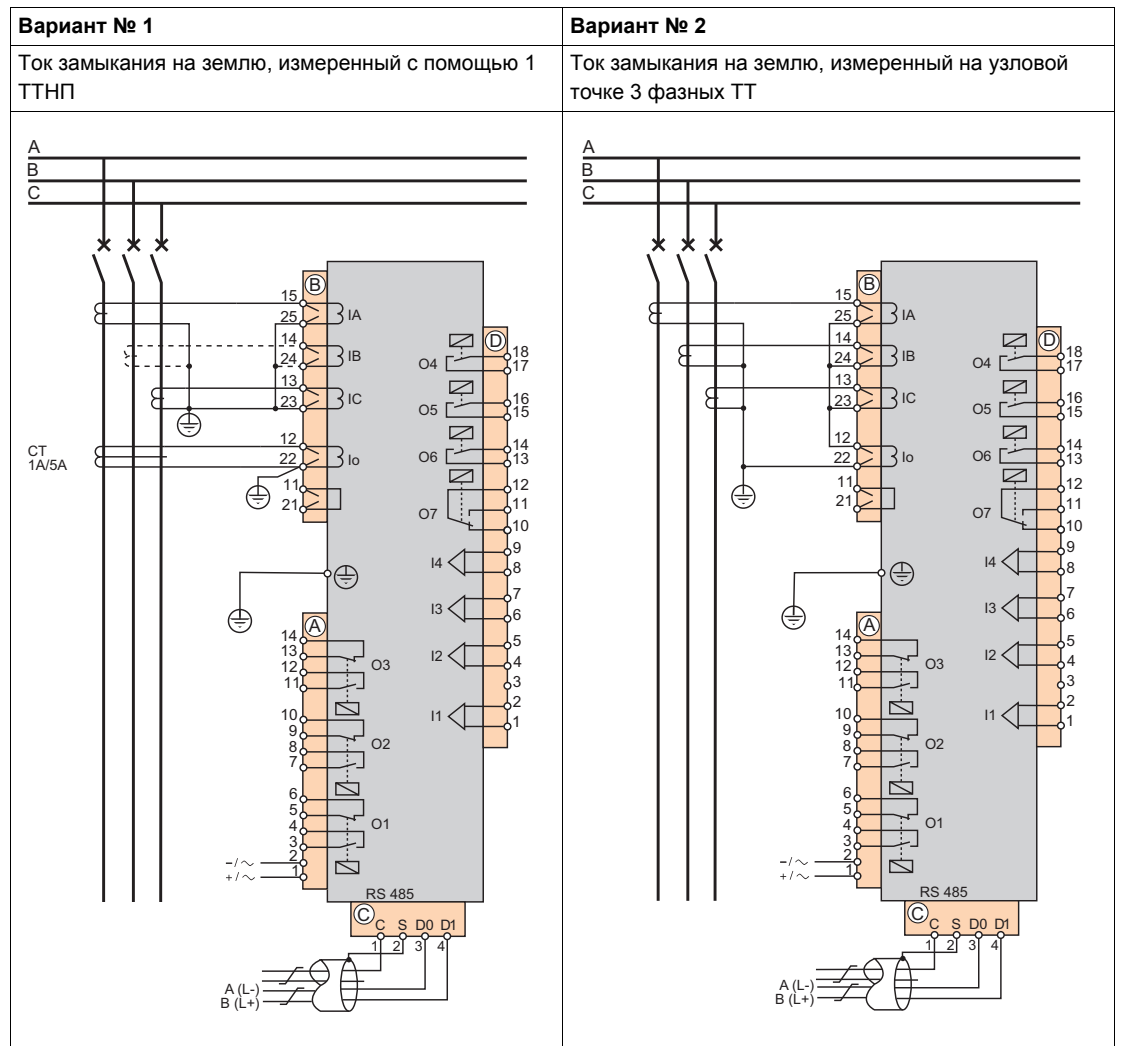 Вариант № 1
Ток замыкания на землю, измеренный с помощью 1
ТТНП
A
B
C
CT
1A/5A
B
15
25
14
24
13
23
12
22
11
21
IA
IB
IC
Io
D
O4
O5
O6
O7
I4
I3
I2
I1
18
17
16
15
14
13
12
11
10
9
8
7
6
5
4
3
2
1
A
14
13
12
11
10
9
8
7
6
5
4
3
2
1
O3
O2
O1
–/~
+/~
RS 485
C
C S D0 D1
1 2 3 4
A (L-)
B (L+)
Вариант № 2
Ток замыкания на землю, измеренный на узловой
точке 3 фазных ТТ
A
B
C
B
15
25
14
24
13
23
12
22
11
21
IA
IB
IC
Io
D
O4
O5
O6
O7
I4
I3
I2
I1
18
17
16
15
14
13
12
11
10
9
8
7
6
5
4
3
2
1
A
14
13
12
11
10
9
8
7
6
5
4
3
2
1
O3
O2
O1
–/~
+/~
RS 485
C
C S D0 D1
1 2 3 4
A (L-)
B (L+)